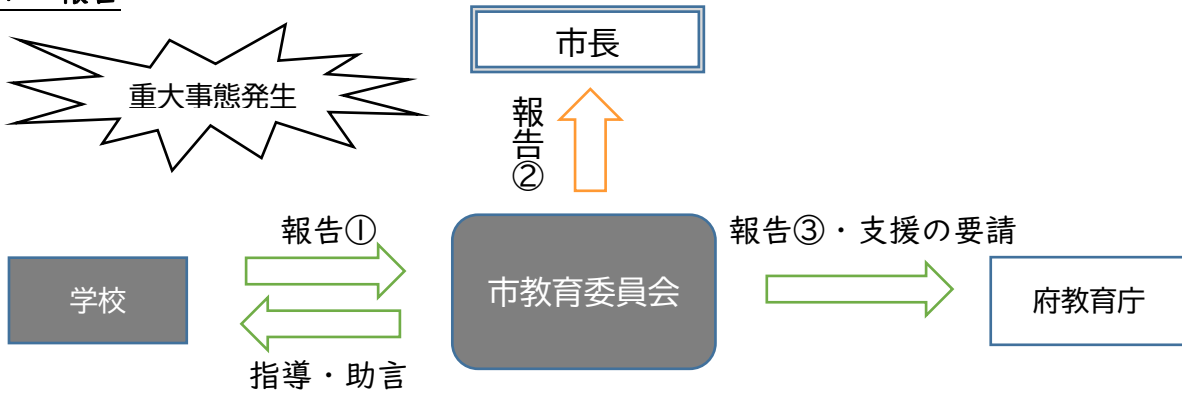 報告
市長
重大事態発生
報告②
報告①
報告③・支援の要請
学校
市教育委員会
府教育庁
指導・助言